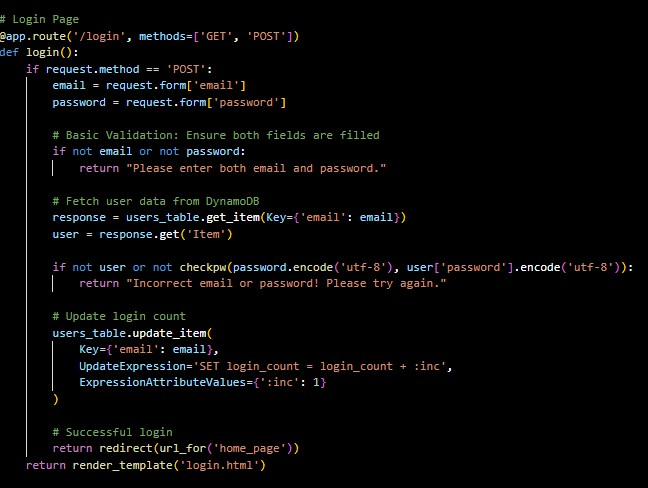 # Login Page
@app.route('/login', methods=['GET', 'POST'])
def login():
    if request.method == 'POST':
        email = request.form['email']
        password = request.form['password']

        # Basic Validation: Ensure both fields are filled
        if not email or not password:
            return "Please enter both email and password."

        # Fetch user data from DynamoDB
        response = users_table.get_item(Key={'email': email})
        user = response.get('Item')

        if not user or not checkpw(password.encode('utf-8'), user['password'].encode('utf-8')):
            return "Incorrect email or password! Please try again."

        # Update login count
        users_table.update_item(
            Key={'email': email},
            UpdateExpression='SET login_count = login_count + :inc',
            ExpressionAttributeValues={':inc': 1}
        )

        # Successful login
        return redirect(url_for('home_page'))
    return render_template('login.html')